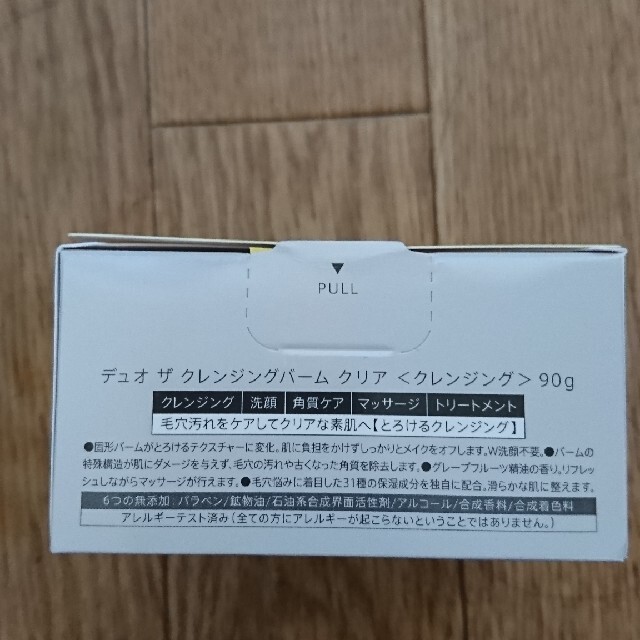 PULL
デュオ ザ クレンジングバーム クリア ＜クレンジング＞ 90g
クレンジング 洗顔 角質ケア マッサージ トリートメント
毛穴汚れをケアしてクリアな素肌へ【とろけるクレンジング】
●固形バームがとろけるテクスチャーに変化。肌に負担をかけずしっかりとメイクをオフします。W洗顔不要。●バームの
特殊構造が肌にダメージを与えず、毛穴の汚れや古くなった角質を除去します。●グレープフルーツ精油の香り。リフレッ
シュしながらマッサージが行えます。●毛穴悩みに着目した31種の保湿成分を独自に配合。滑らかな肌に整えます。
6つの無添加：パラベン/鉱物油/石油系合成界面活性剤/アルコール/合成香料/合成着色料
アレルギーテスト済み（全ての方にアレルギーが起こらないということではありません。）